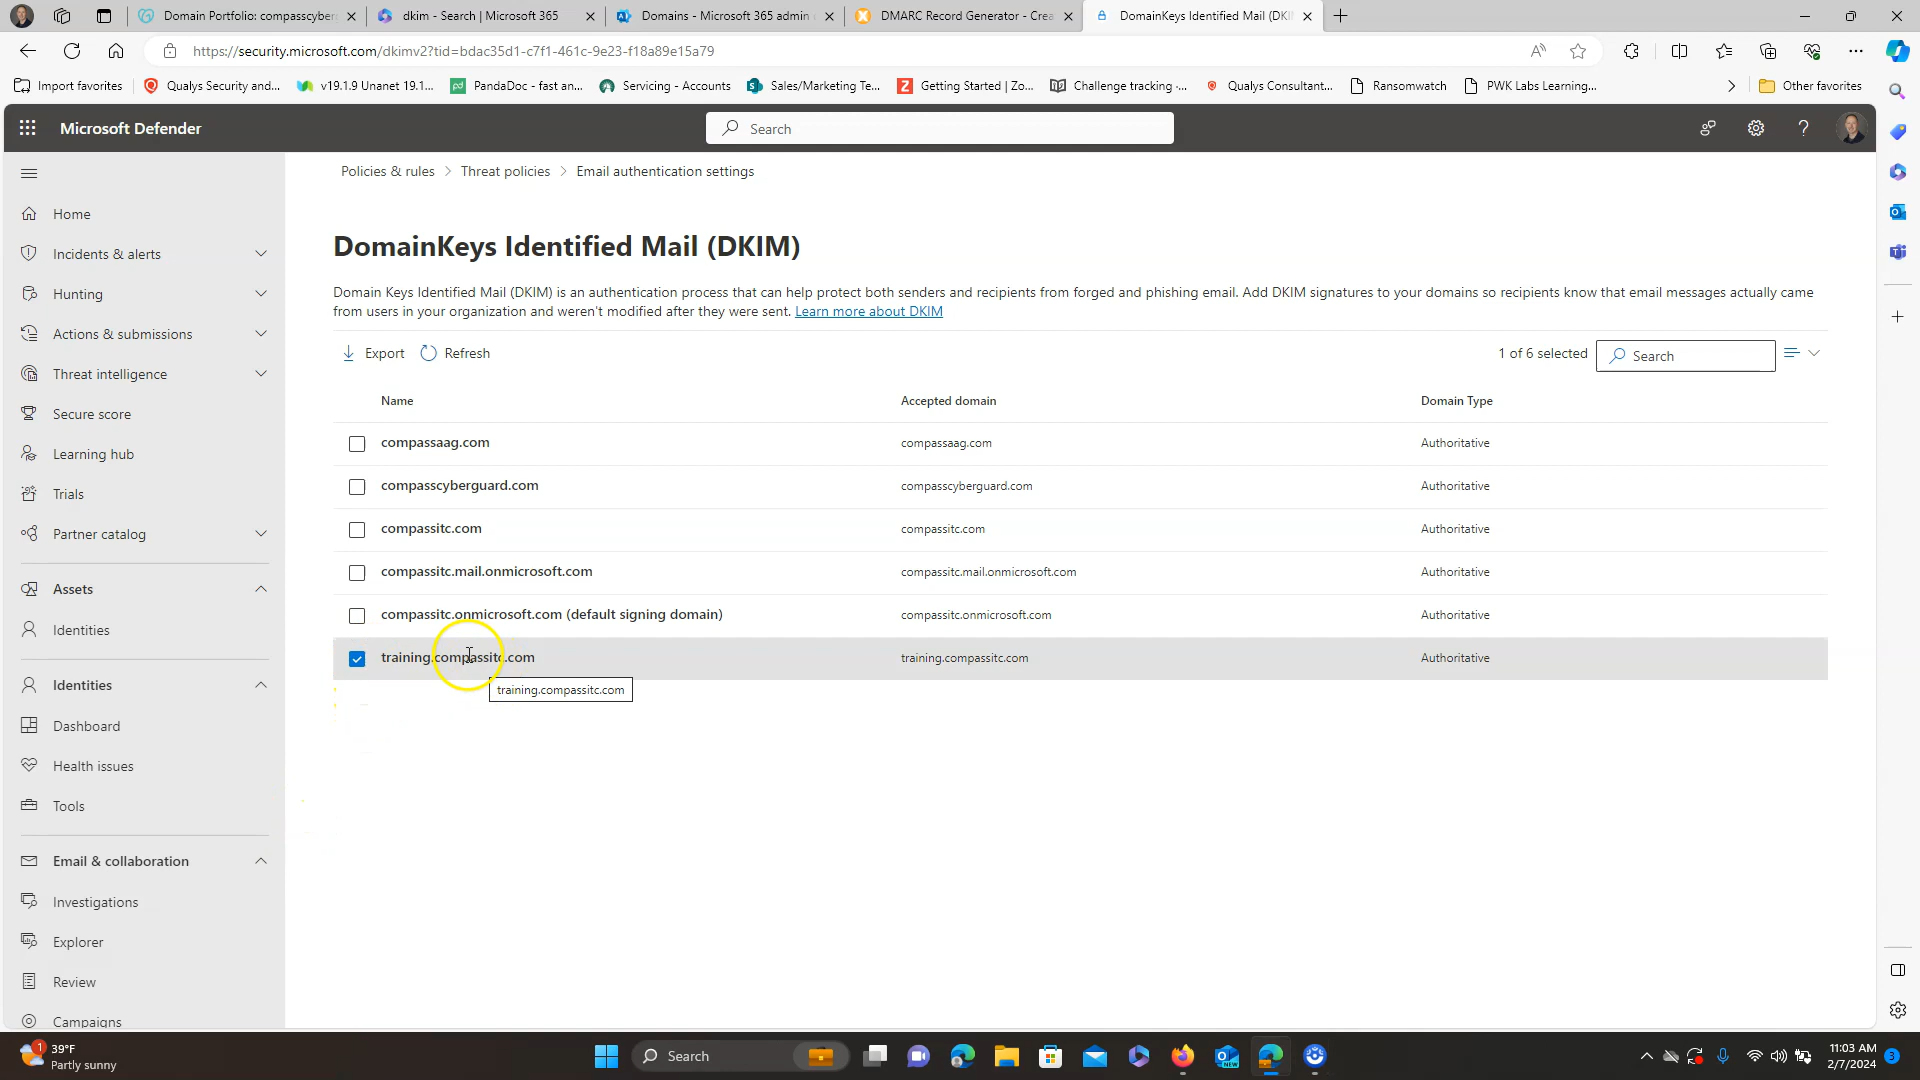 Domain Portfolio: compasscyber
dkim - Search | Microsoft 365
Domains - Microsoft 365 admin
DMARC Record Generator - Crea
DomainKeys Identified Mail (DKI
https://security.microsoft.com/dkimv2?tid=bdac35d1-c7f1-461c-9e23-f18a89e15a79
Import favorites
Qualys Security and...
v19.1.9 Unanet 19.1...
PandaDoc - fast an...
Servicing - Accounts
Sales/Marketing Te...
Getting Started | Zo...
Challenge tracking -...
Qualys Consultant...
Ransomwatch
PWK Labs Learning,...
Other favorites
Microsoft Defender
Search
Policies & rules > Threat policies > Email authentication settings
Home
Incidents & alerts
Hunting
Actions & submissions
Threat intelligence
Secure score
Learning hub
Trials
Partner catalog
Assets
Identities
Identities
Dashboard
Health issues
Tools
Email & collaboration
Investigations
Explorer
Review
Campaigns
DomainKeys Identified Mail (DKIM)
Domain Keys Identified Mail (DKIM) is an authentication process that can help protect both senders and recipients from forged and phishing email. Add DKIM signatures to your domains so recipients know that email messages actually came
from users in your organization and weren't modified after they were sent. Learn more about DKIM
Export Refresh
1 of 6 selected
Search
Name Accepted domain Domain Type
compassaag.com compassaag.com Authoritative
compasscyberguard.com compasscyberguard.com Authoritative
compassitc.com compassitc.com Authoritative
compassitc.mail.onmicrosoft.com compassitc.mail.onmicrosoft.com Authoritative
compassitc.onmicrosoft.com (default signing domain) compassitc.onmicrosoft.com Authoritative
training.compassitc.com training.compassitc.com Authoritative
training.compassitc.com
1
39°F
Partly sunny
Search
NEW
11:03 AM
2/7/2024
3